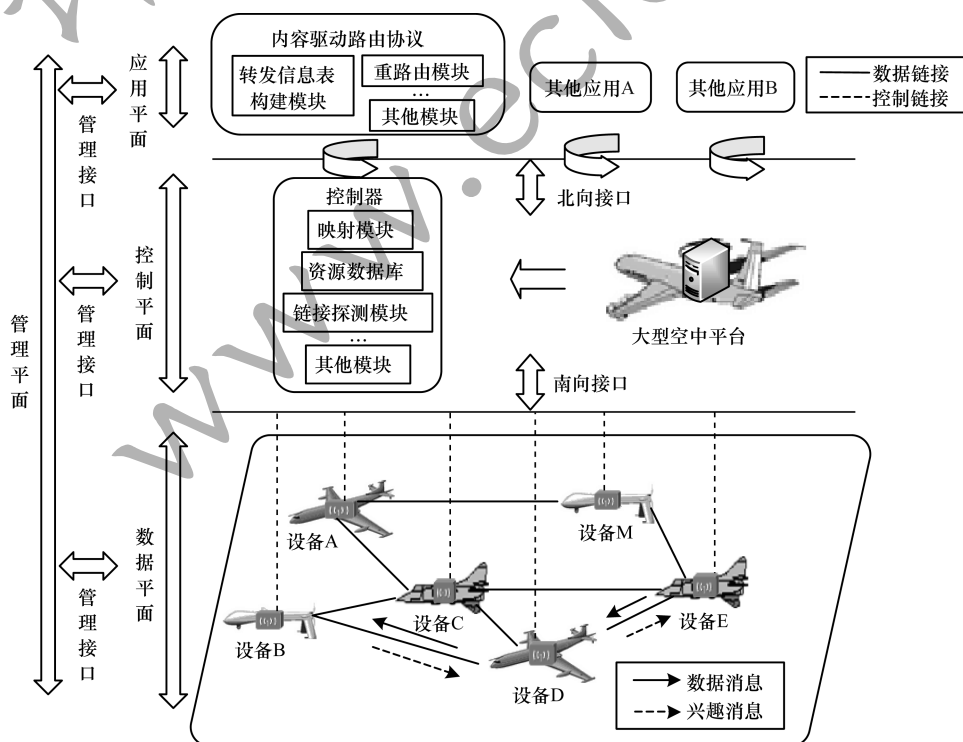 内容驱动路由协议
转发信息表
构建模块
重路由模块
…
其他模块
其他应用A
其他应用B
数据链接
控制链接
应用平面
管理接口
北向接口
控制器
映射模块
资源数据库
链接探测模块
…
其他模块
控制平面
管理接口
管理平面
大型空中平台
南向接口
数据平面
管理接口
设备A
设备M
设备C
设备E
设备B
设备D
数据消息
兴趣消息
www.ec